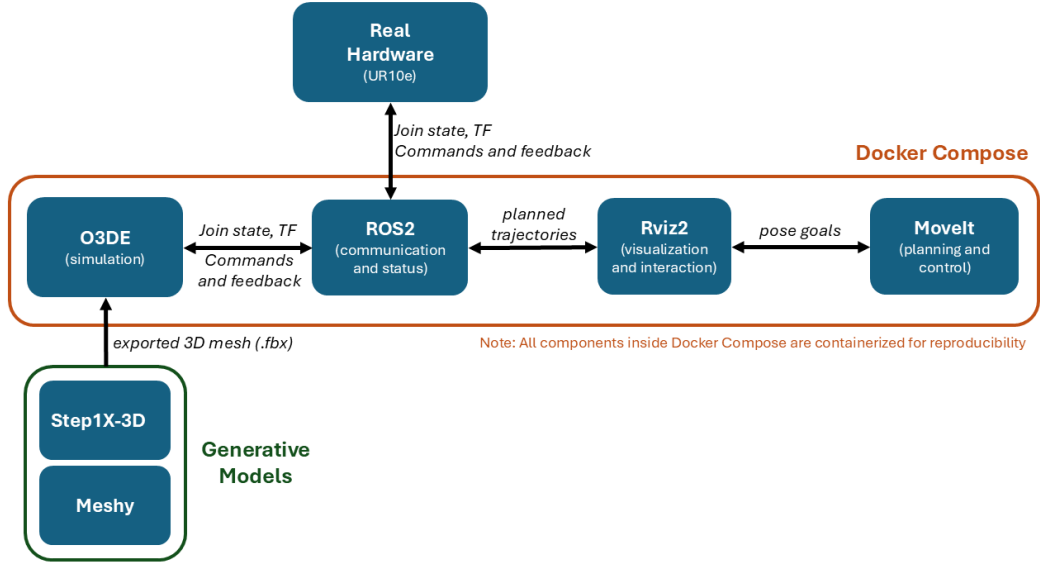 Real
Hardware
(UR10e)
Join state, TF
Commands and feedback
Docker Compose
O3DE
(simulation)
Join state, TF
Commands
and feedback
ROS2
(communication
and status)
planned
trajectories
Rviz2
(visualization
and interaction)
pose goals
MoveIt
(planning and
control)
exported 3D mesh (.fbx)
Note: All components inside Docker Compose are containerized for reproducibility
Step1X-3D
Meshy
Generative
Models